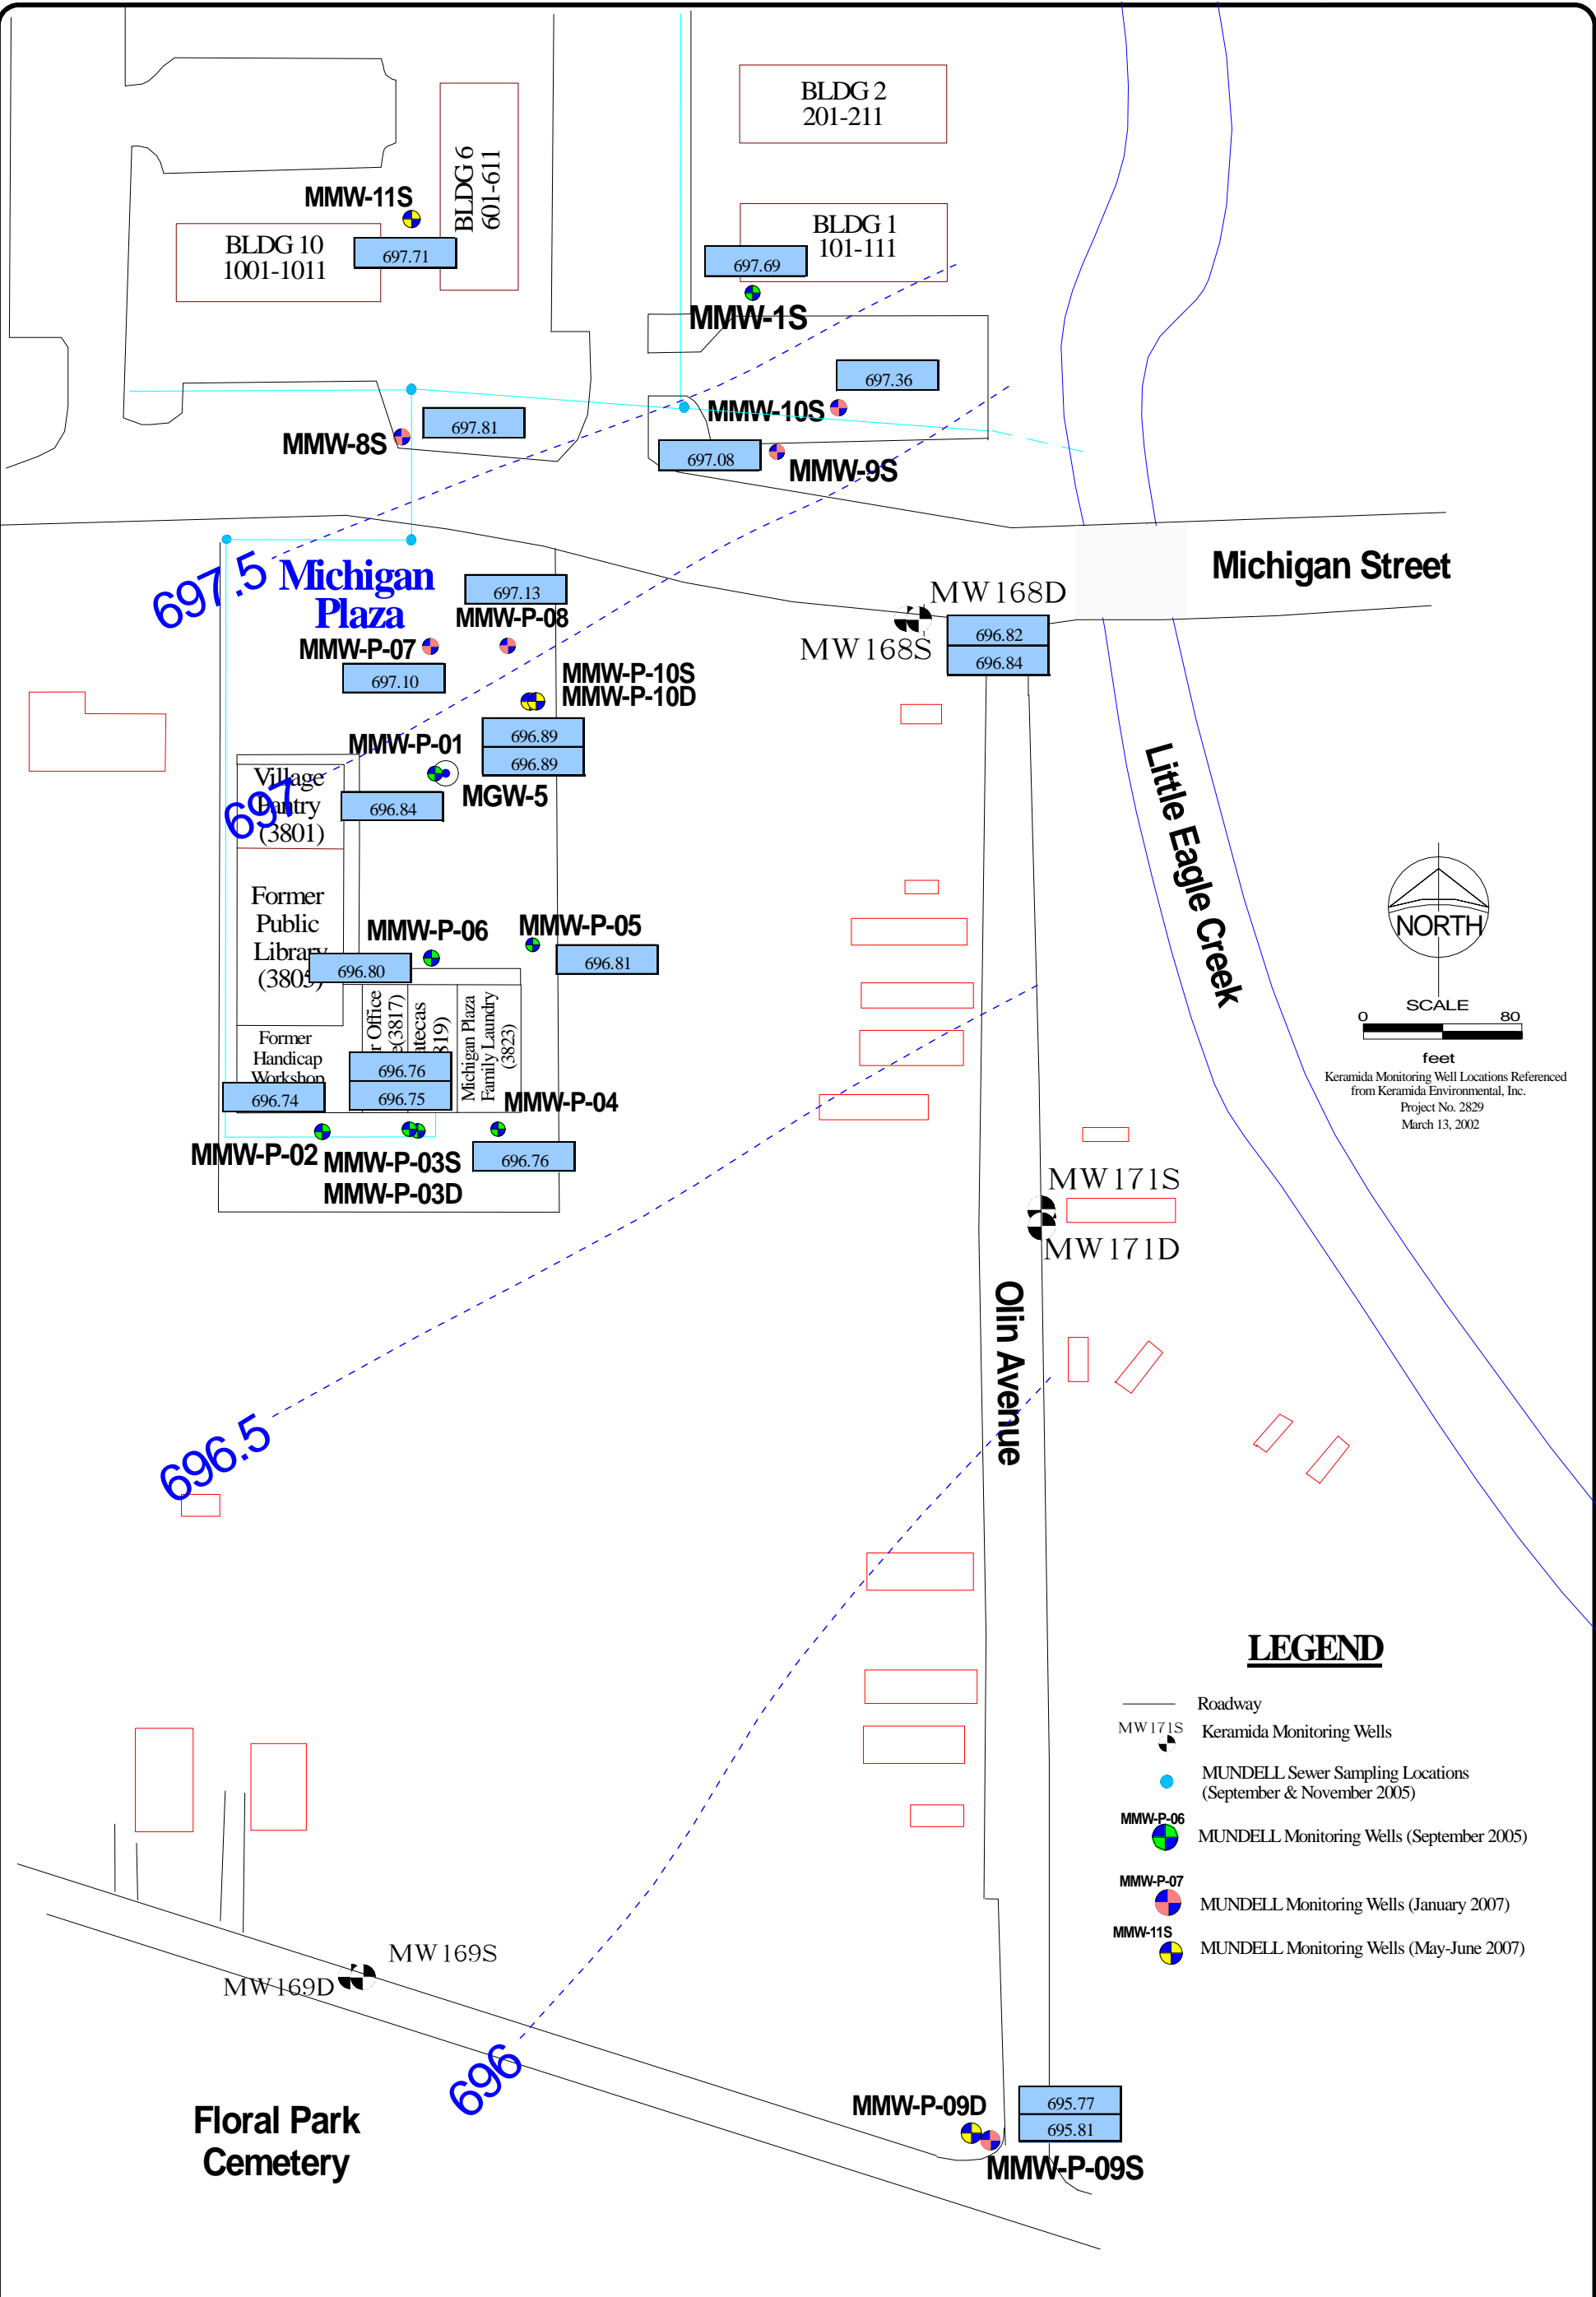 BLDG 2
201-211
BLDG 6
601-611
MMW-11S
BLDG 10
1001-1011
697.71
BLDG 1
101-111
697.69
MMW-1S
697.36
MMW-10S
697.81
MMW-8S
697.08
MMW-9S
Michigan Street
697.5
Michigan
Plaza
697.13
MMW-P-08
MMW-P-07
697.10
MW168D
MW168S
696.82
696.84
MMW-P-10S
MMW-P-10D
696.89
696.89
MMW-P-01
MGW-5
696.84
697
Village
Pantry
(3801)
Little Eagle Creek
NORTH
SCALE
0 80
feet
Keramida Monitoring Well Locations Referenced
from Keramida Environmental, Inc.
Project No. 2829
March 13, 2002
Former
Public
Library
(3805)
MMW-P-06
696.80
MMW-P-05
696.81
Former
Handicap
Workshop
r Office
e(3817)
atecas
819)
Michigan Plaza
Family Laundry
(3823)
696.76
696.75
696.74
MMW-P-04
696.76
MMW-P-02
MMW-P-03S
MMW-P-03D
MW171S
MW171D
Olin Avenue
696.5
LEGEND
Roadway
MW171S
Keramida Monitoring Wells
MUNDELL Sewer Sampling Locations
(September & November 2005)
MMW-P-06
MUNDELL Monitoring Wells (September 2005)
MMW-P-07
MUNDELL Monitoring Wells (January 2007)
MMW-11S
MUNDELL Monitoring Wells (May-June 2007)
MW169S
MW169D
696
Floral Park
Cemetery
MMW-P-09D
695.77
695.81
MMW-P-09S